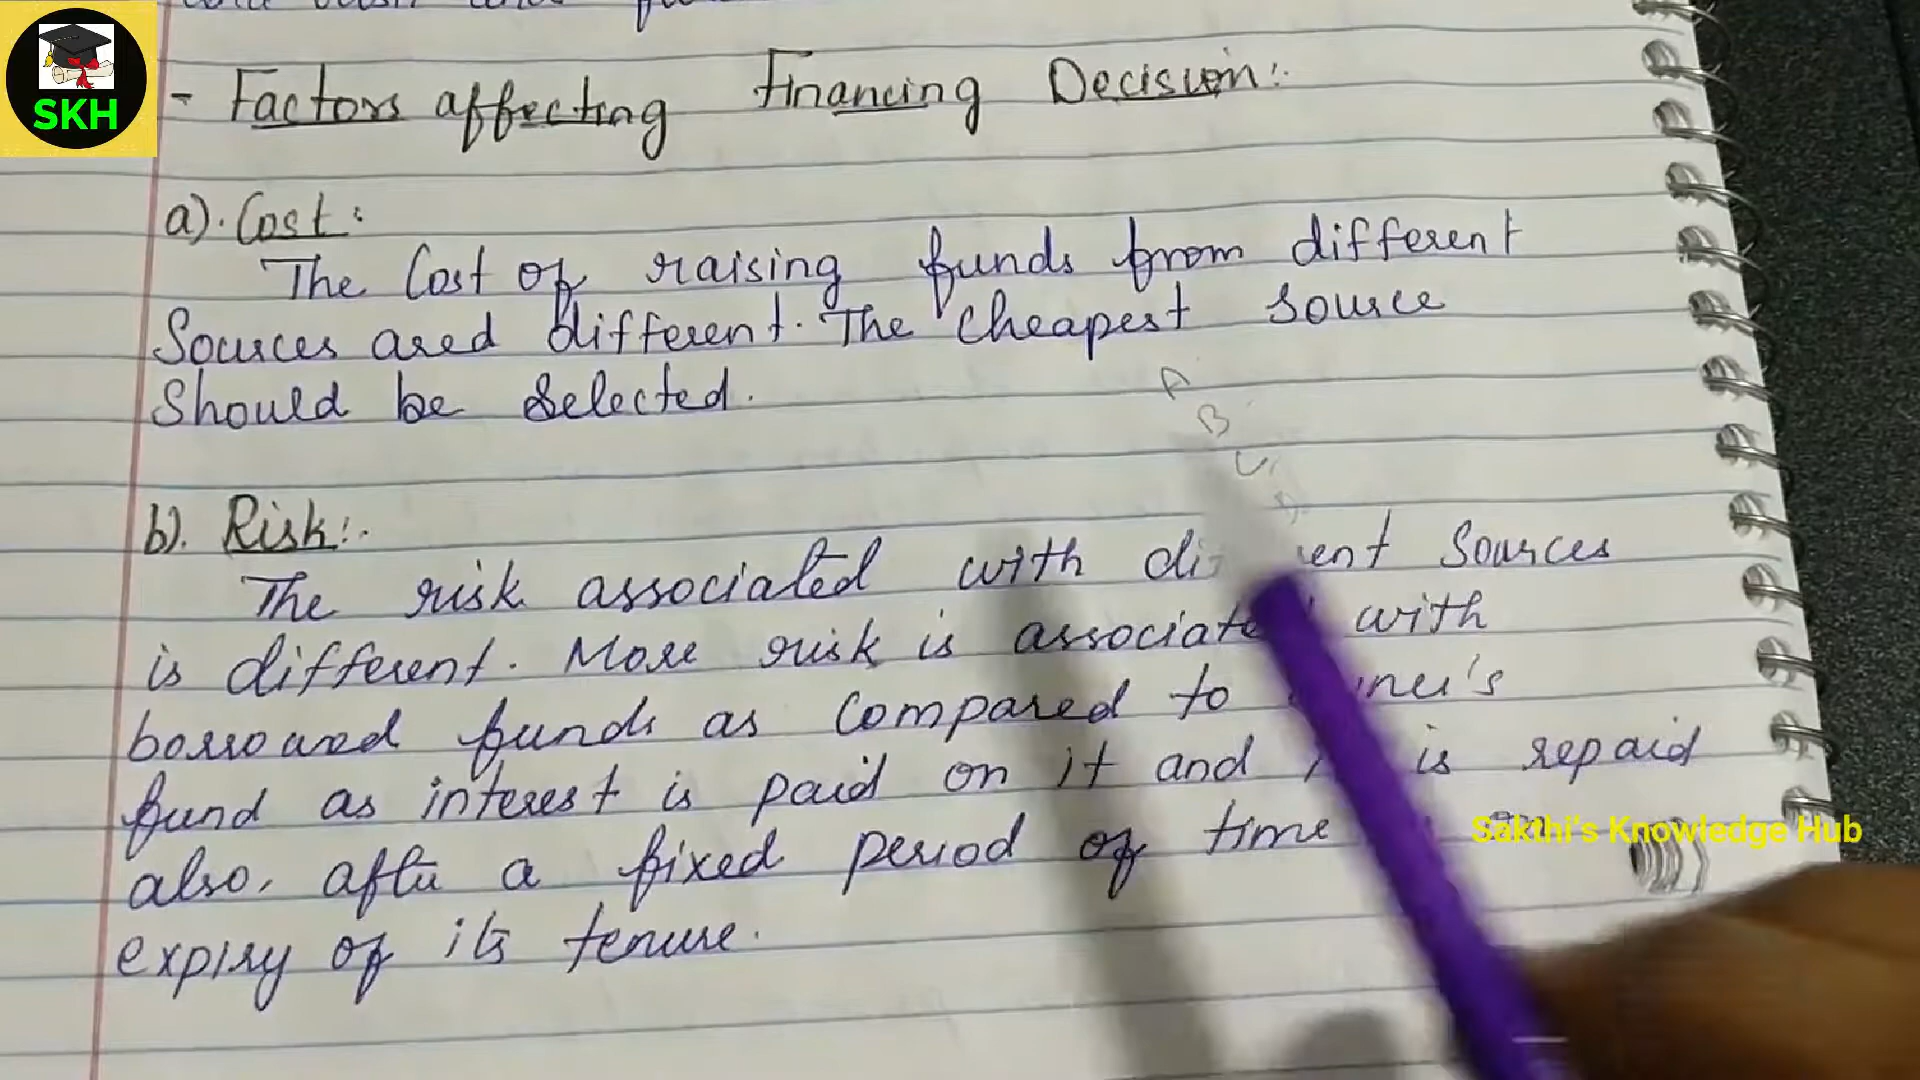 SKH
- Factors affecting Financing Decision:
a). Cost:
The Cost of raising funds from different
Sources ared different. The cheapest source
Should be Selected.
A
B
b). Risk:
The risk associated with Sources
is different. More risk is associated with
borrowed funds as compared to
fund as interest is paid on it and is repaid
also, after a fixed period of time
Sakthi's Knowledge Hub
expiry of its tenure.